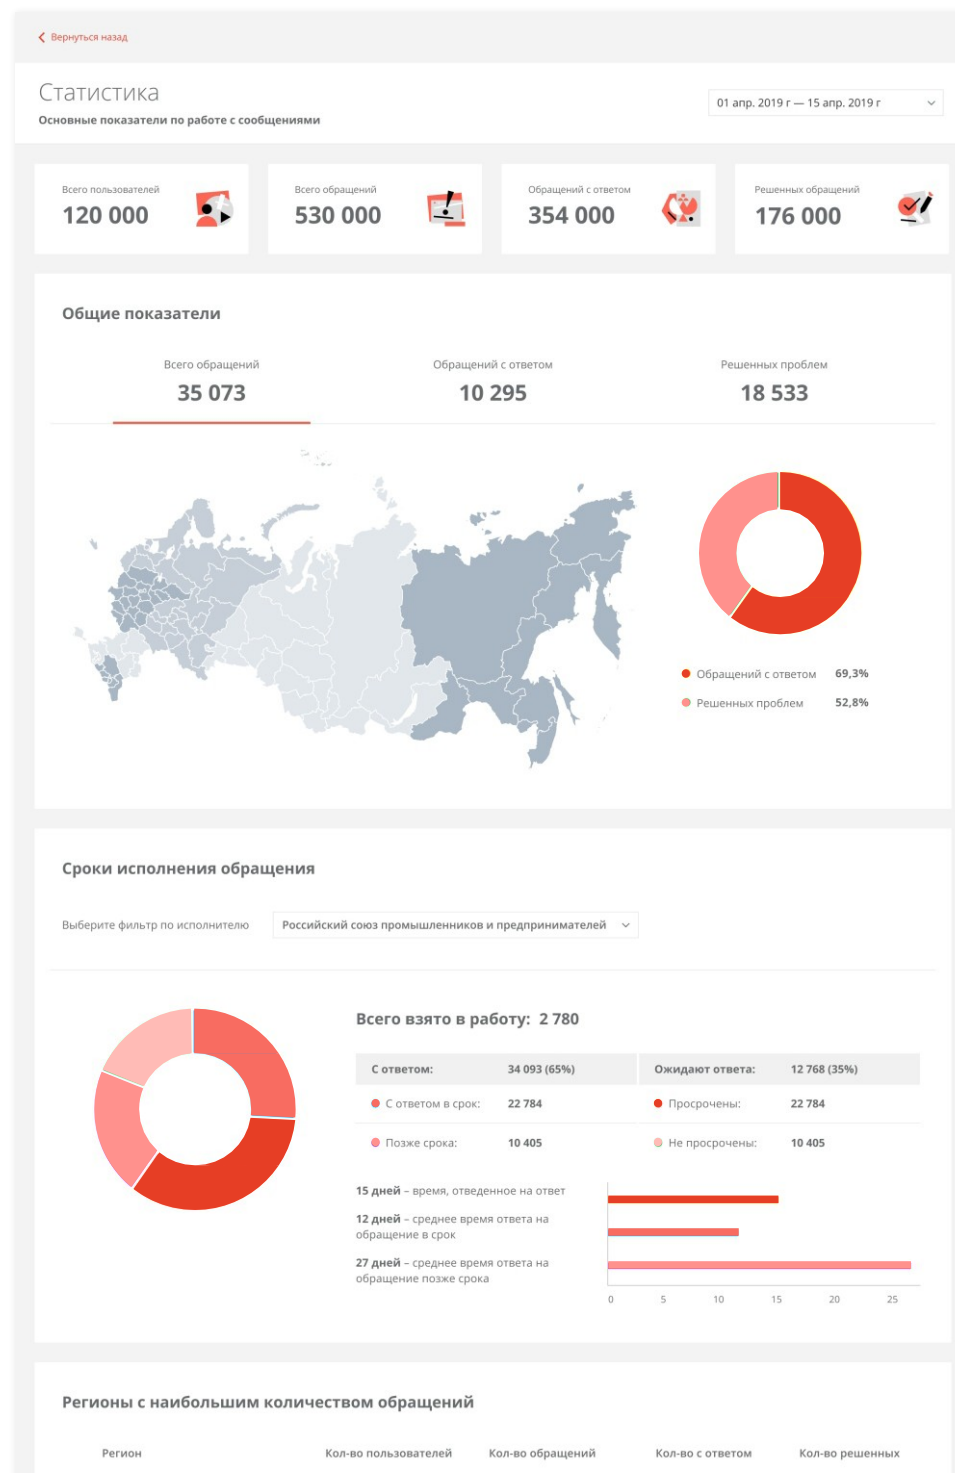 Вернуться назад
Статистика
Основные показатели по работе с сообщениями
01 апр. 2019 г — 15 апр. 2019 г
Всего пользователей
120 000
Всего обращений
530 000
Обращений с ответом
354 000
Решенных обращений
176 000
Общие показатели
Всего обращений
35 073
Обращений с ответом
10 295
Решенных проблем
18 533
Обращений с ответом 69,3%
Решенных проблем 52,8%
Сроки исполнения обращения
Выберите фильтр по исполнителю
Российский союз промышленников и предпринимателей
Всего взято в работу: 2 780
С ответом: 34 093 (65%) Ожидают ответа: 12 768 (35%)
С ответом в срок: 22 784 Просрочены: 22 784
Позже срока: 10 405 Не просрочены: 10 405
15 дней – время, отведенное на ответ
12 дней – среднее время ответа на
обращение в срок
27 дней – среднее время ответа на
обращение позже срока
0 5 10 15 20 25
Регионы с наибольшим количеством обращений
Регион Кол-во пользователей Кол-во обращений Кол-во с ответом Кол-во решенных